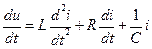 du/dt = L d²i/dt² ÷ R di/dt + 1/C i